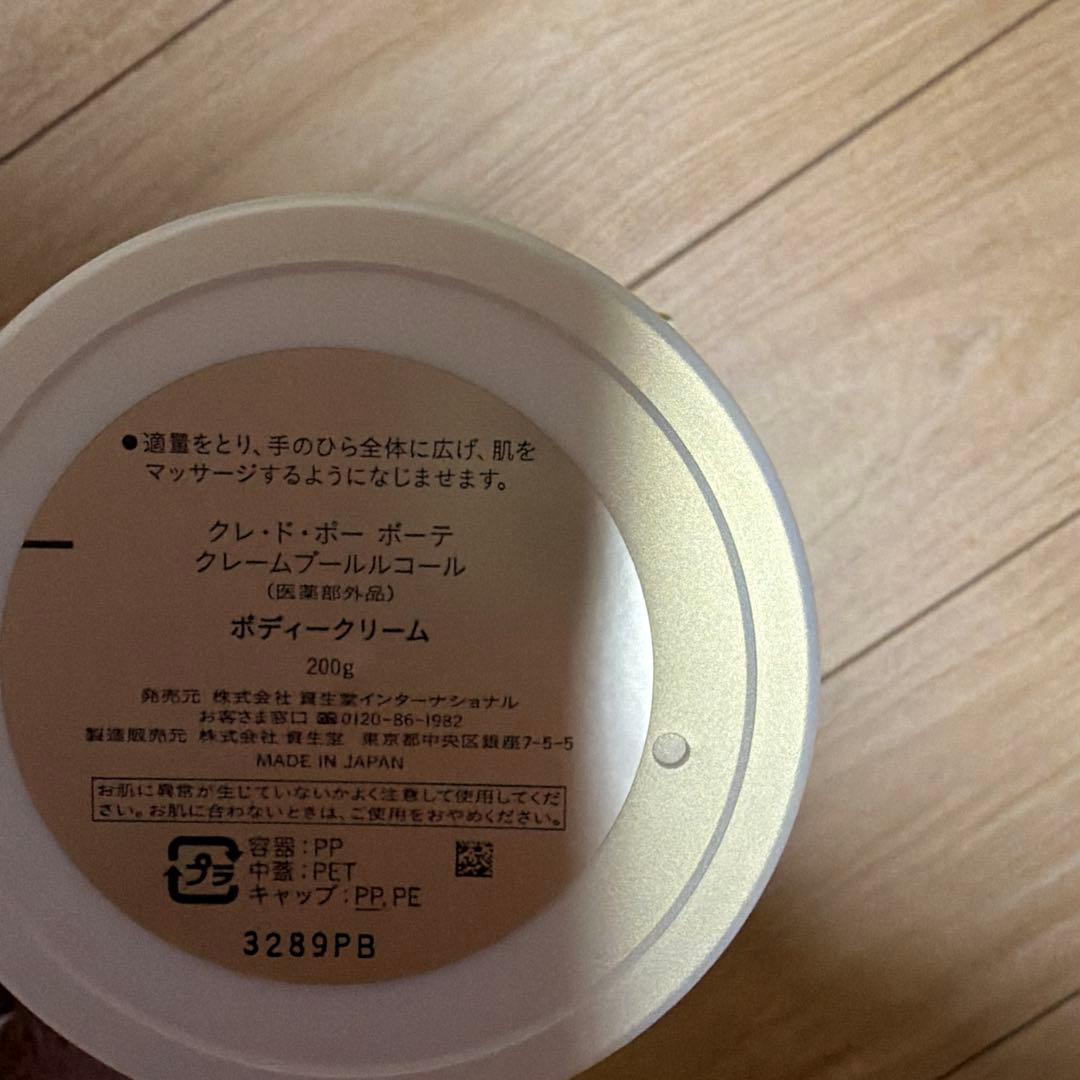 ●適量をとり、手のひら全体に広げ、肌を
マッサージするようになじませます。
クレ・ド・ポー ボーテ
クレームプールルコール
(医薬部外品)
ボディークリーム
200g
発売元 株式会社 資生堂インターナショナル
お客さま窓口 0120-86-1982
製造販売元 株式会社 資生堂 東京都中央区銀座7-5-5
MADE IN JAPAN
お肌に異常が生じていないかよく注意して使用してくだ
さい。お肌に合わないときは、ご使用をおやめください。
プラ
容器:PP
中蓋:PET
キャップ:PP,PE
3289PB